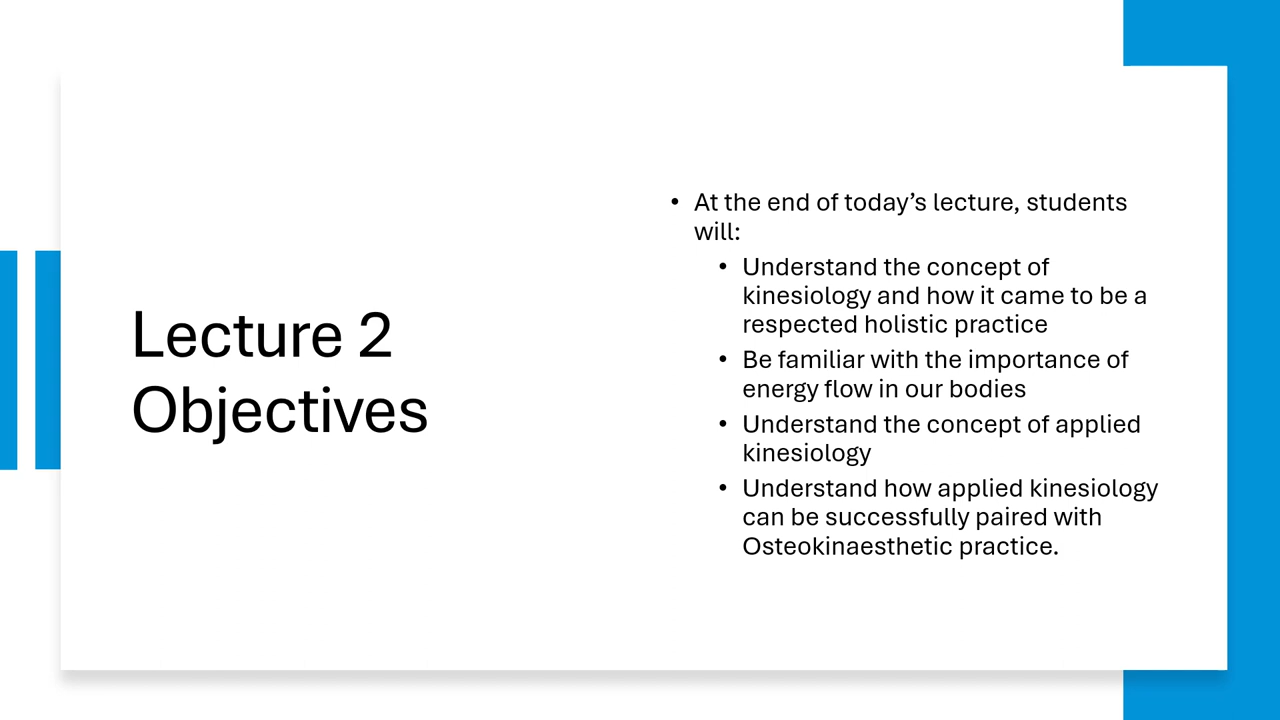 Lecture 2
Objectives
• At the end of today’s lecture, students
will:
• Understand the concept of
kinesiology and how it came to be a
respected holistic practice
• Be familiar with the importance of
energy flow in our bodies
• Understand the concept of applied
kinesiology
• Understand how applied kinesiology
can be successfully paired with
Osteokinaesthetic practice.